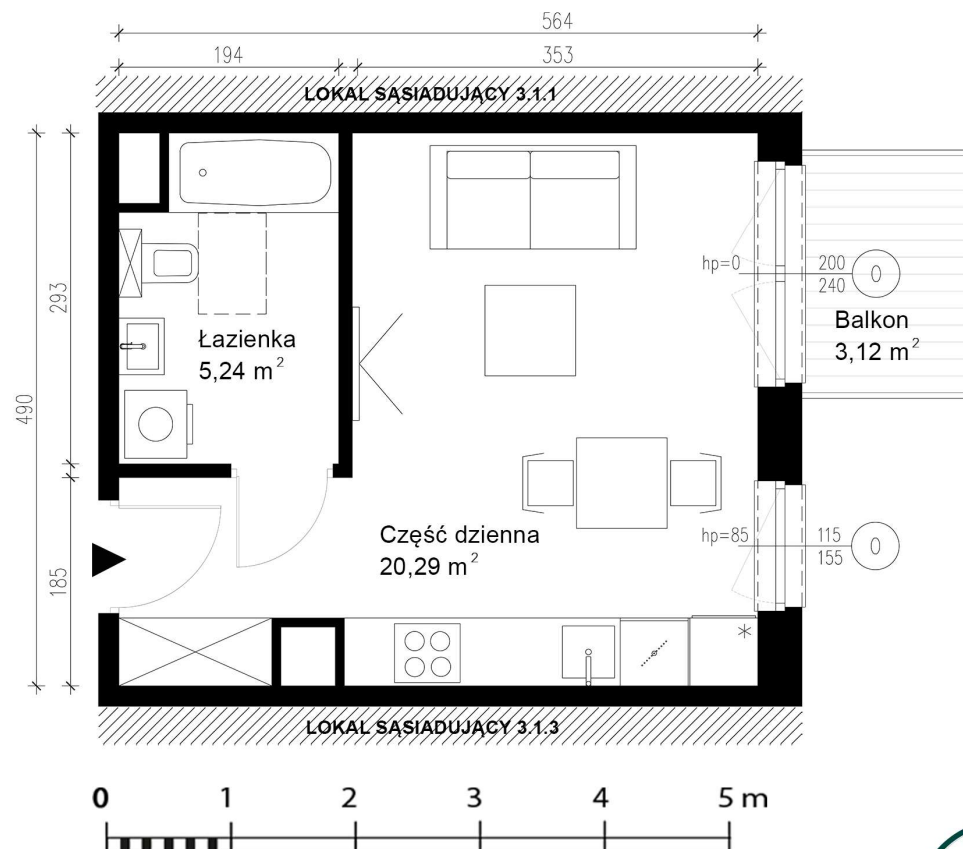 564
194
353
LOKAL SĄSIADUJĄCY 3.1.1
490
293
185
Łazienka
5,24 m²
hp=0
200
240
0
Balkon
3,12 m²
Część dzienna
20,29 m²
hp=85
115
155
0
*
LOKAL SĄSIADUJĄCY 3.1.3
0 1 2 3 4 5 m